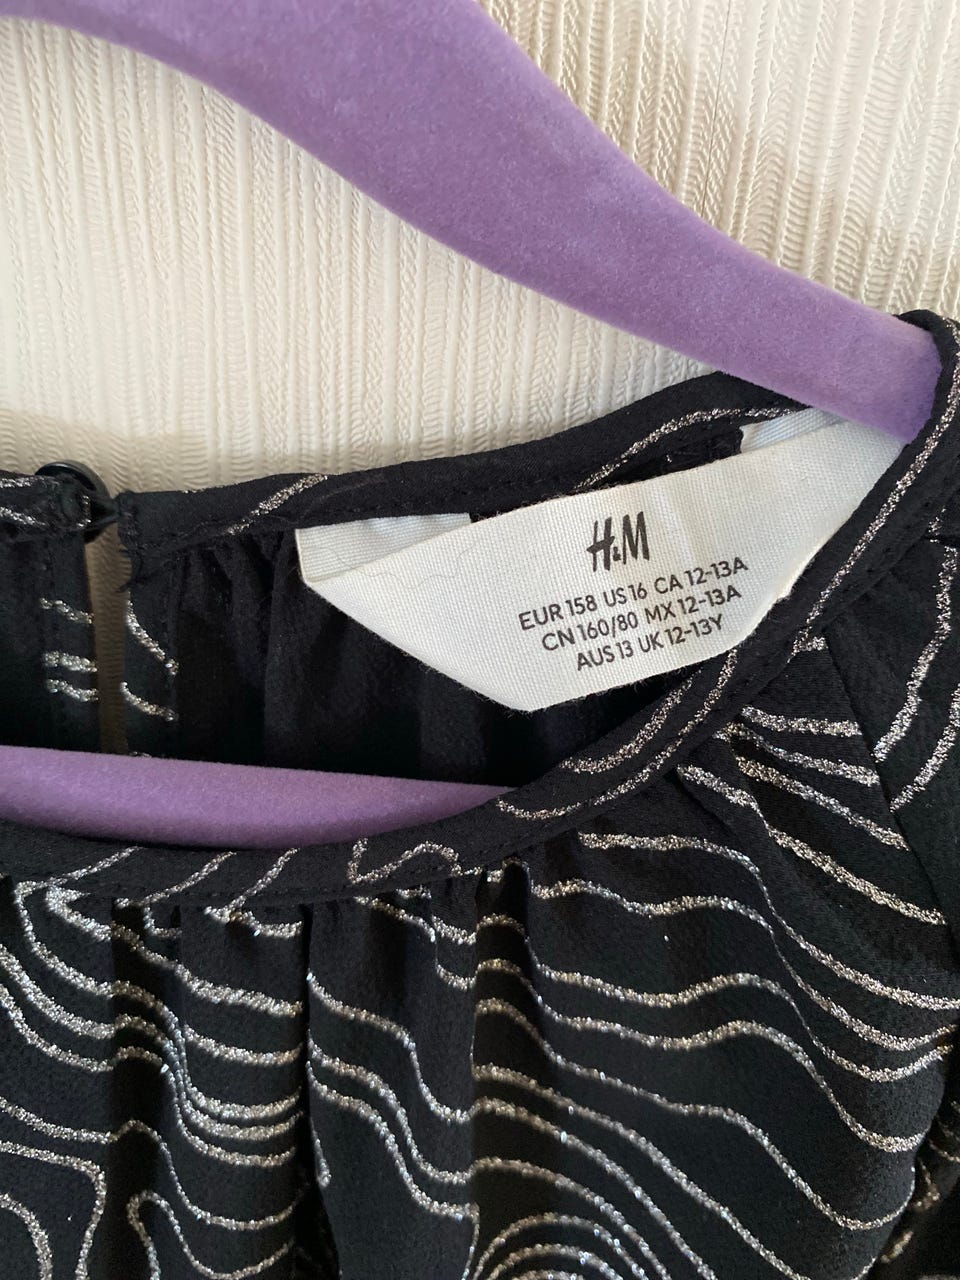 H&M
EUR 158 US 16 CA 12-13A
CN 160/80 MX 12-13A
AUS 13 UK 12-13Y